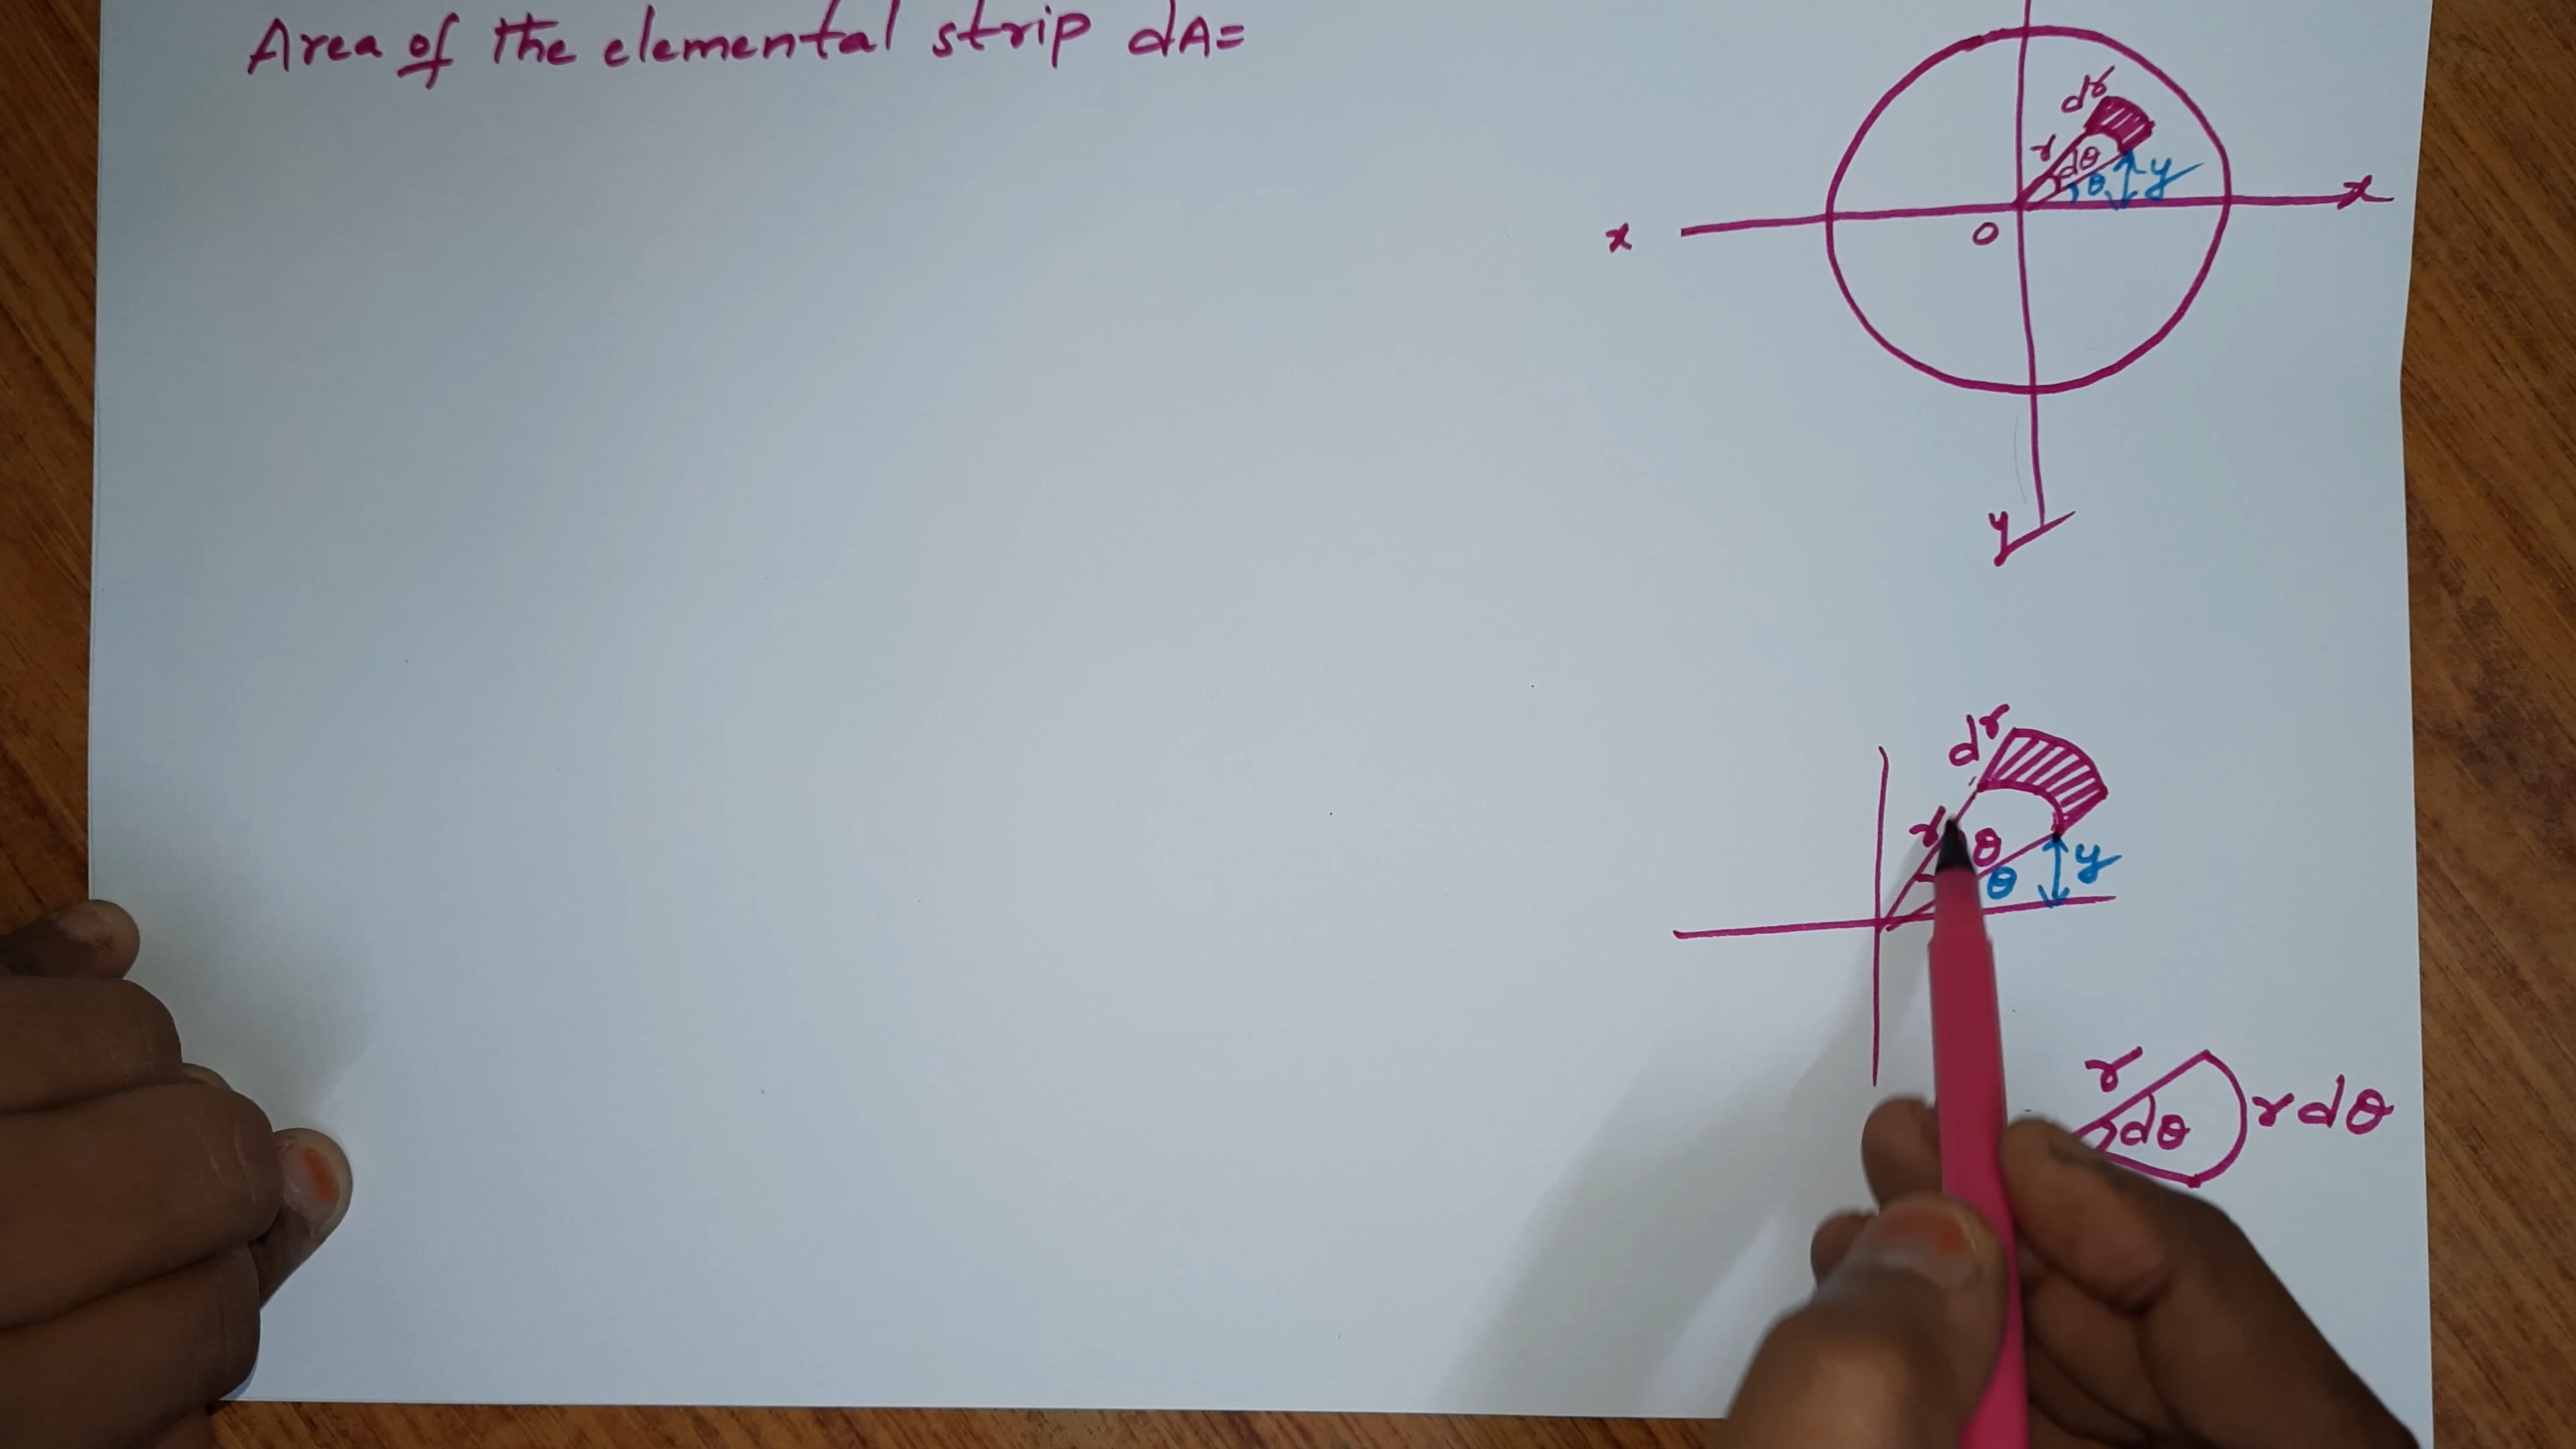 Area of the elemental strip dA=
dr
r
dθ
θ
y
x
x
O
y
dr
r
θ
θ
y
r
dθ
rdθ